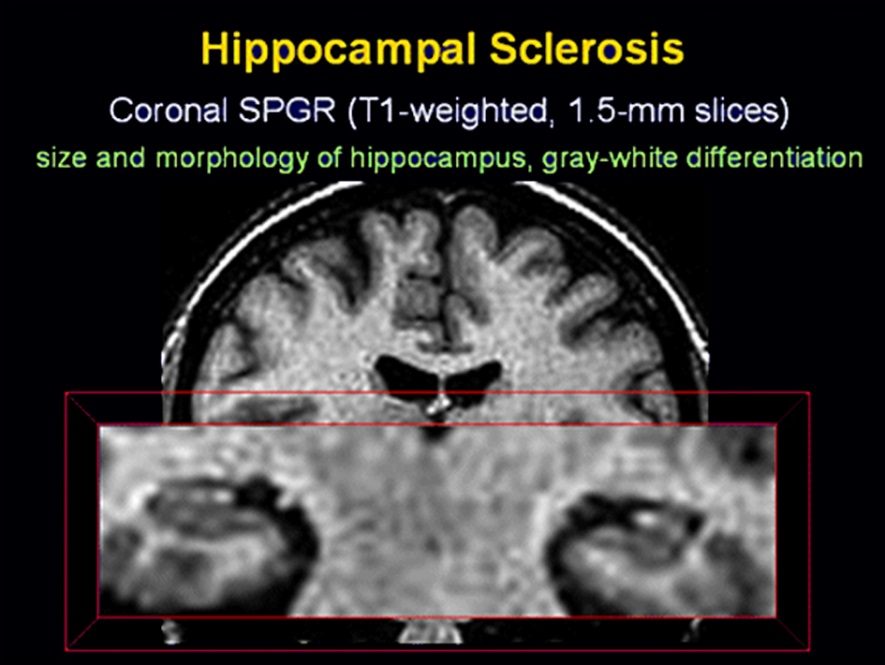 Hippocampal Sclerosis
Coronal SPGR (T1-weighted, 1.5-mm slices)
size and morphology of hippocampus, gray-white differentiation